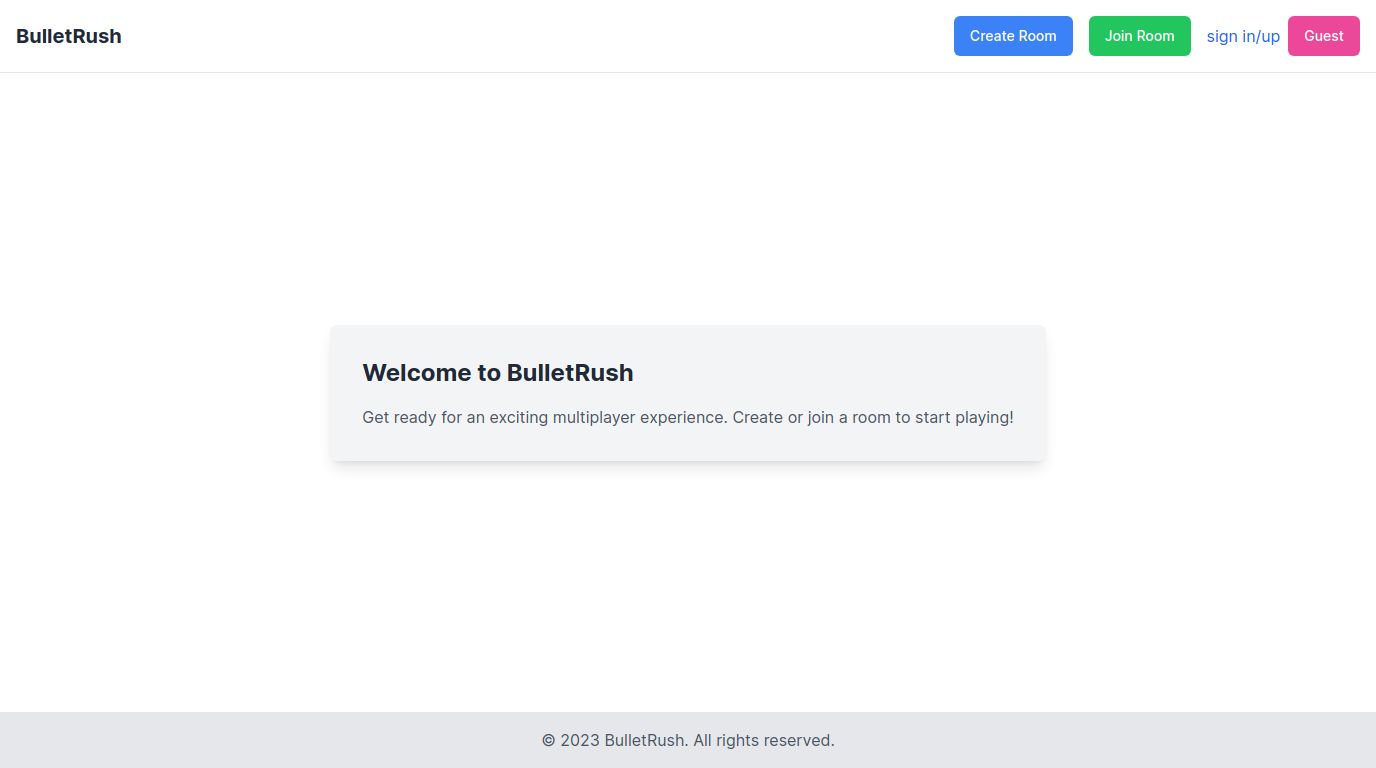 BulletRush
Create Room
Join Room
sign in/up
Guest
Welcome to BulletRush
Get ready for an exciting multiplayer experience. Create or join a room to start playing!
© 2023 BulletRush. All rights reserved.